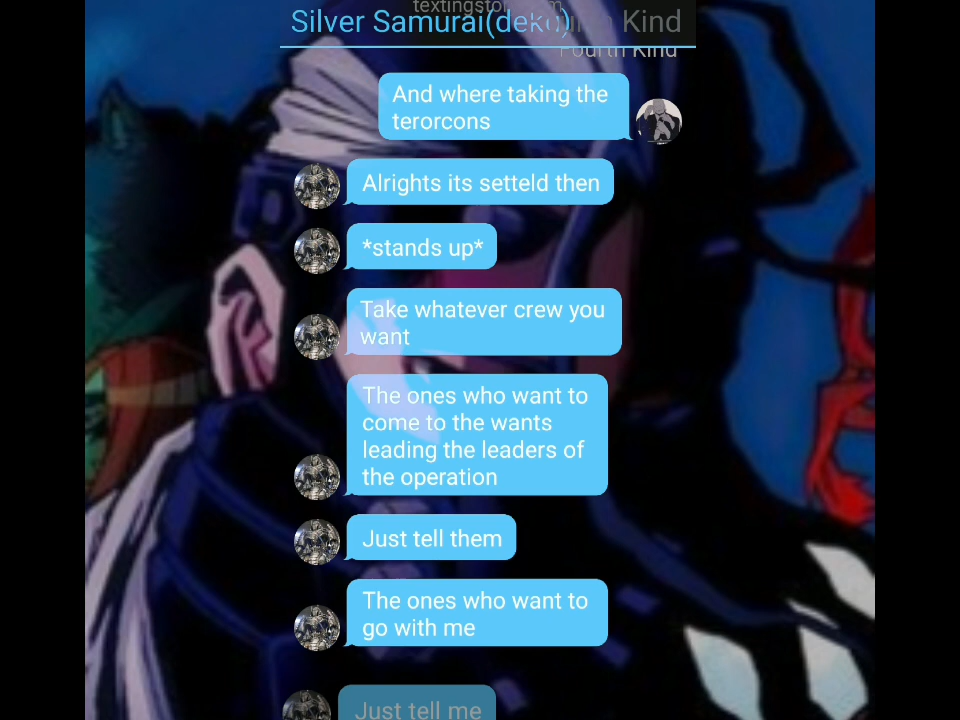 Silver Samurai(deko)
Kind
Fourth Kind
And where taking the
terorcons
Alrights its setteld then
*stands up*
Take whatever crew you
want
The ones who want to
come to the wants
leading the leaders of
the operation
Just tell them
The ones who want to
go with me
Just tell me